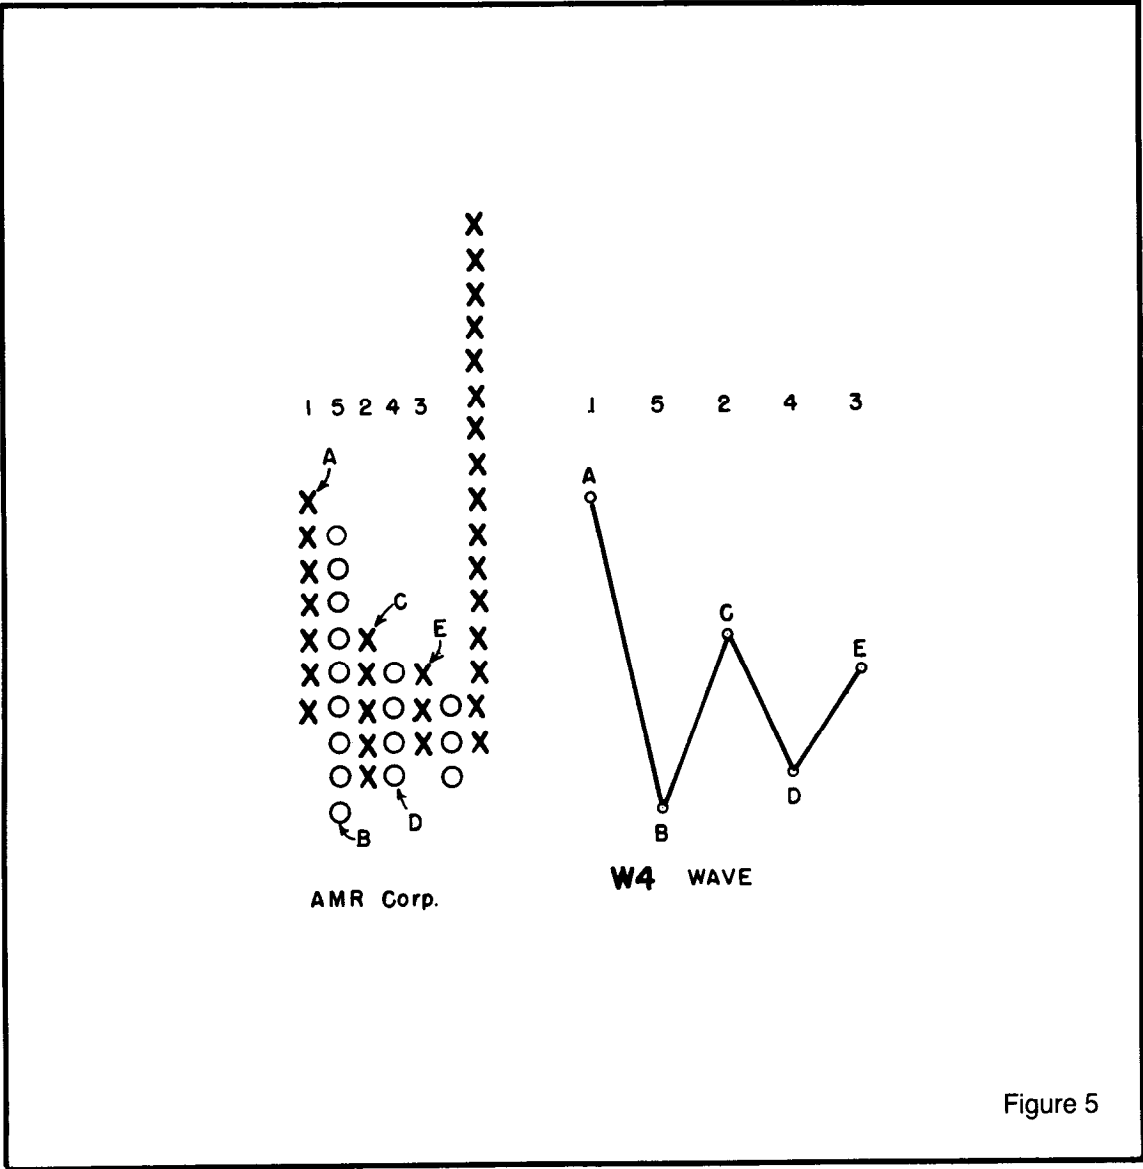 X
X
X
X
X
X
1 5 2 4 3
1 5 2 4 3
X
A
X
A
X X
X O X
X O X
C
X O X
C
E
X O X X
E
X O X O X X
X O X O X O X
O X O X O X
O X O O
D
O
D
B
B
W4 WAVE
AMR Corp.
Figure 5